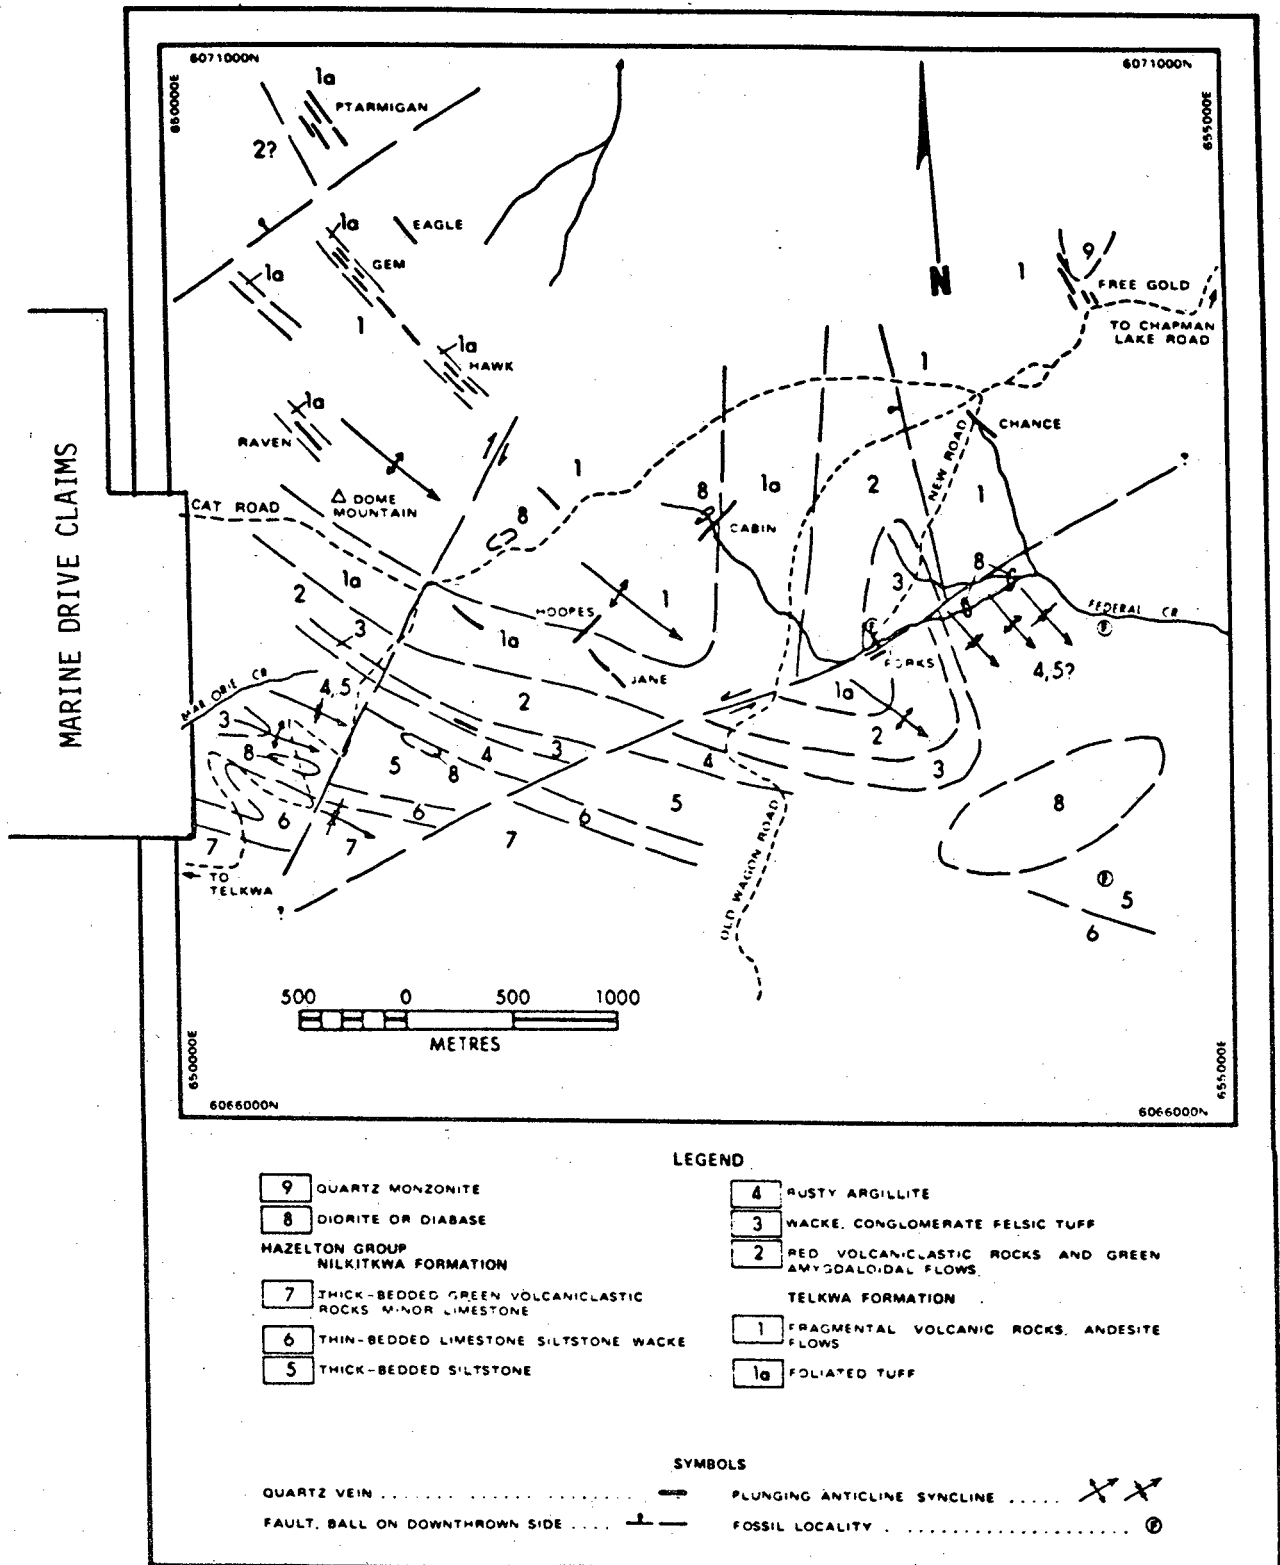 6071000N
6071000N
650000E
655000E
1a
PTARMIGAN
2?
1a
EAGLE
GEM
1a
1
1a
HAWK
1a
RAVEN
N
1
9
FREE GOLD
TO CHAPMAN
LAKE ROAD
1
CHANCE
NEW ROAD
MARINE DRIVE CLAIMS
CAT ROAD
DOME
MOUNTAIN
1
8
8
CABIN
1a
2
1
8
3
1a
2
3
HOOPES
1
1a
JANE
F
FORKS
FEDERAL CR
F
4,5?
MARJORIE CR
4,5
3
8
2
1a
2
3
5
8
4
3
4
5
6
7
6
7
6
7
8
TO
TELKWA
?
?
OLD WAGON ROAD
F
5
6
500 0 500 1000
METRES
650000E
655000E
6066000N
6066000N
LEGEND
9 QUARTZ MONZONITE
8 DIORITE OR DIABASE
HAZELTON GROUP
NILKITKWA FORMATION
7 THICK-BEDDED GREEN VOLCANICLASTIC
ROCKS MINOR LIMESTONE
6 THIN-BEDDED LIMESTONE SILTSTONE WACKE
5 THICK-BEDDED SILTSTONE
4 RUSTY ARGILLITE
3 WACKE, CONGLOMERATE FELSIC TUFF
2 RED VOLCANICLASTIC ROCKS AND GREEN
AMYGDALOIDAL FLOWS
TELKWA FORMATION
1 FRAGMENTAL VOLCANIC ROCKS, ANDESITE
FLOWS
1a FOLIATED TUFF
SYMBOLS
QUARTZ VEIN
FAULT, BALL ON DOWNTHROWN SIDE
PLUNGING ANTICLINE SYNCLINE
FOSSIL LOCALITY F